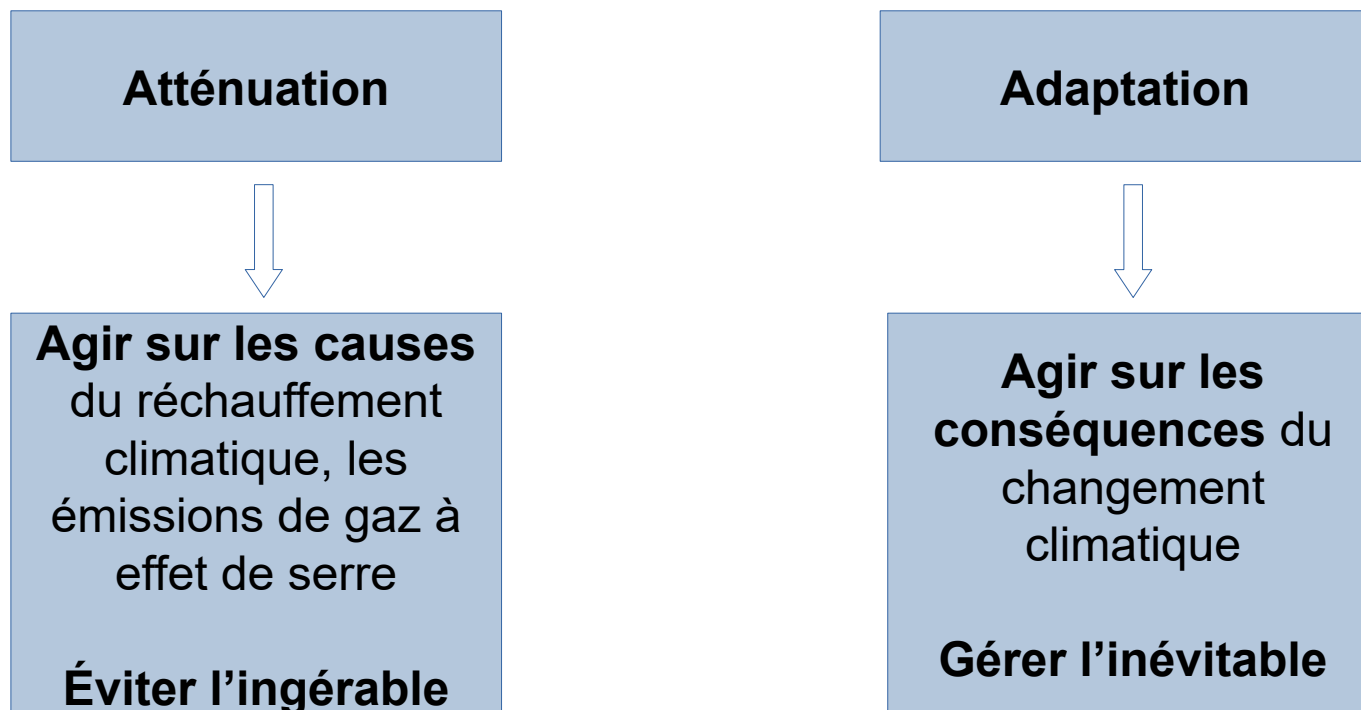 Atténuation
Adaptation
Agir sur les causes
du réchauffement
climatique, les
émissions de gaz à
effet de serre
Éviter l’ingérable
Agir sur les
conséquences du
changement
climatique
Gérer l’inévitable